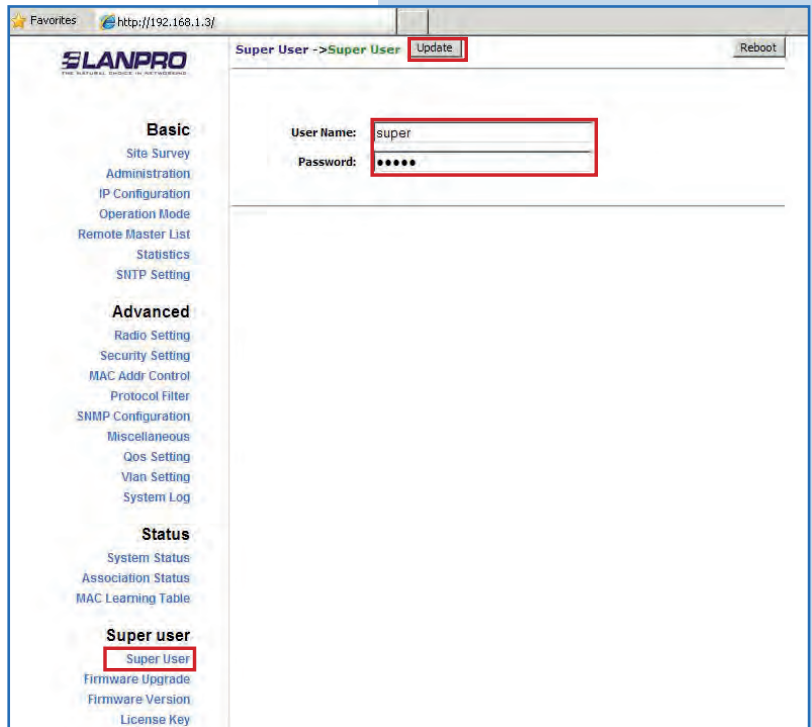 Favorites
http://192.168.1.3/
LANPRO
THE NATURAL CHOICE IN NETWORKING
Super User ->Super User Update Reboot
User Name: super
Password: •••••
Basic
Site Survey
Administration
IP Configuration
Operation Mode
Remote Master List
Statistics
SNTP Setting
Advanced
Radio Setting
Security Setting
MAC Addr Control
Protocol Filter
SNMP Configuration
Miscellaneous
Qos Setting
Vlan Setting
System Log
Status
System Status
Association Status
MAC Learning Table
Super user
Super User
Firmware Upgrade
Firmware Version
License Key